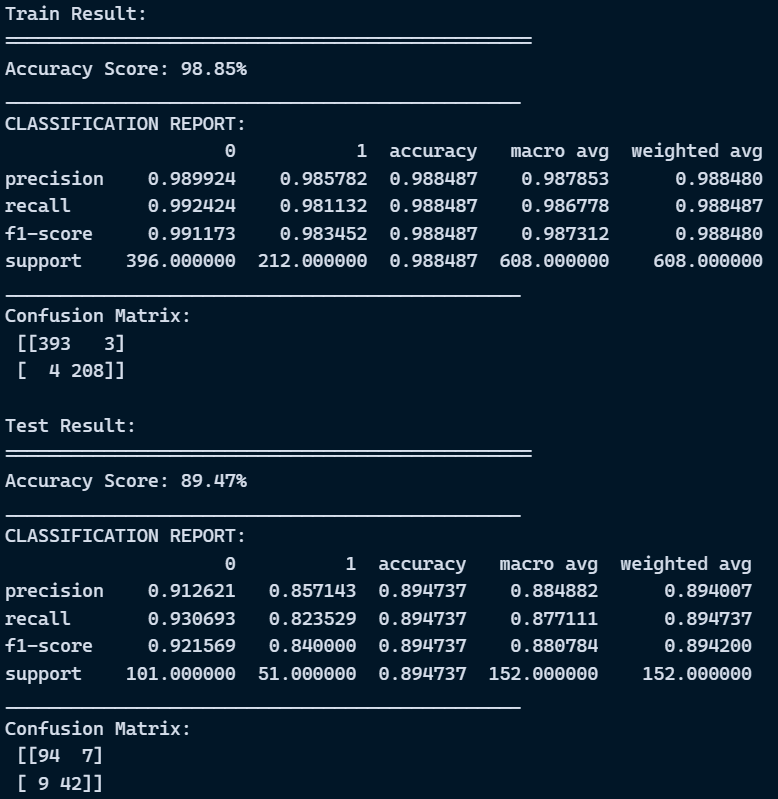 Train Result:
================================================
Accuracy Score: 98.85%
_______________________________________________
CLASSIFICATION REPORT:
                    0           1  accuracy   macro avg  weighted avg
precision    0.989924    0.985782  0.988487    0.987853      0.988480
recall       0.992424    0.981132  0.988487    0.986778      0.988487
f1-score     0.991173    0.983452  0.988487    0.987312      0.988480
support    396.000000  212.000000  0.988487  608.000000    608.000000
_______________________________________________
Confusion Matrix:
 [[393   3]
 [  4 208]]

Test Result:
================================================
Accuracy Score: 89.47%
_______________________________________________
CLASSIFICATION REPORT:
                    0          1  accuracy   macro avg  weighted avg
precision    0.912621   0.857143  0.894737    0.884882      0.894007
recall       0.930693   0.823529  0.894737    0.877111      0.894737
f1-score     0.921569   0.840000  0.894737    0.880784      0.894200
support    101.000000  51.000000  0.894737  152.000000    152.000000
_______________________________________________
Confusion Matrix:
 [[94  7]
 [ 9 42]]